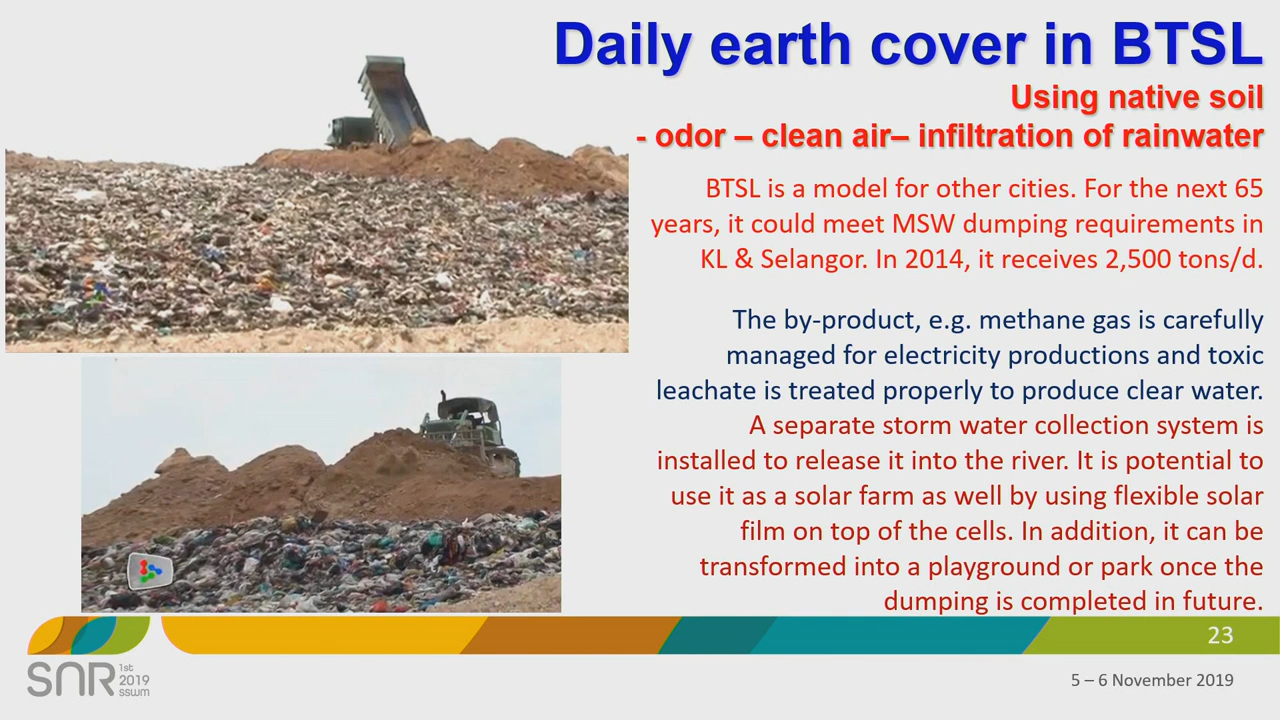 Daily earth cover in BTSL
Using native soil
- odor – clean air– infiltration of rainwater
BTSL is a model for other cities. For the next 65
years, it could meet MSW dumping requirements in
KL & Selangor. In 2014, it receives 2,500 tons/d.
The by-product, e.g. methane gas is carefully
managed for electricity productions and toxic
leachate is treated properly to produce clear water.
A separate storm water collection system is
installed to release it into the river. It is potential to
use it as a solar farm as well by using flexible solar
film on top of the cells. In addition, it can be
transformed into a playground or park once the
dumping is completed in future.
23
SNR
1st
2019
sswm
5 – 6 November 2019